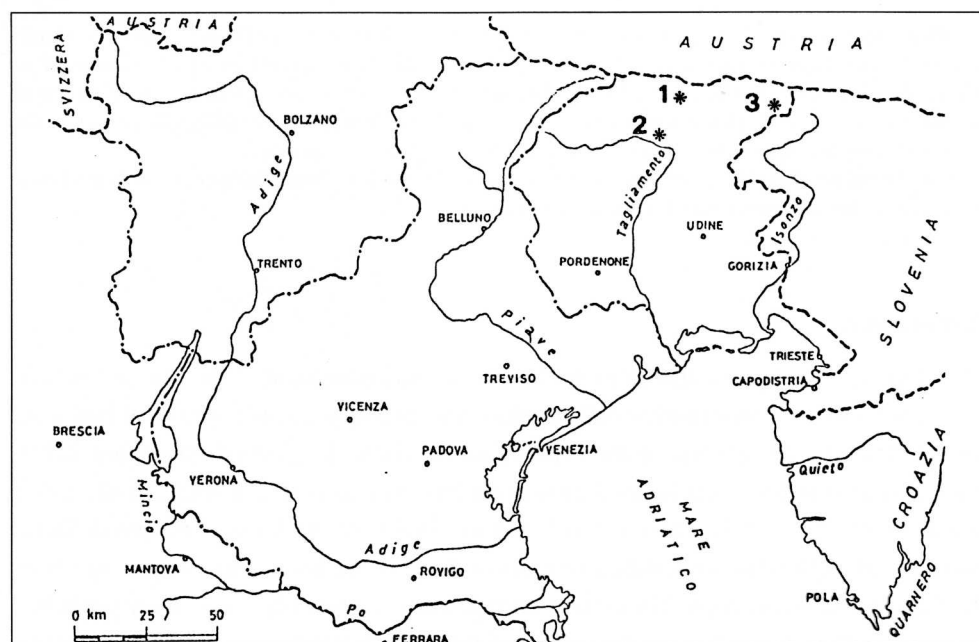 AUSTRIA
AUSTRIA
SVIZZERA
1 *
3 *
2 *
BOLZANO
Adige
Tagliamento
Isonzo
BELLUNO
UDINE
TRENTO
PORDENONE
GORIZIA
SLOVENIA
Piave
TRIESTE
TREVISO
CAPODISTRIA
VICENZA
BRESCIA
PADOVA
VENEZIA
Quieto
VERONA
Mincio
MARE
ADRIATICO
CROAZIA
Adige
MANTOVA
ROVIGO
POLA
QUARNERO
Po
0 km 25 50
FERRARA